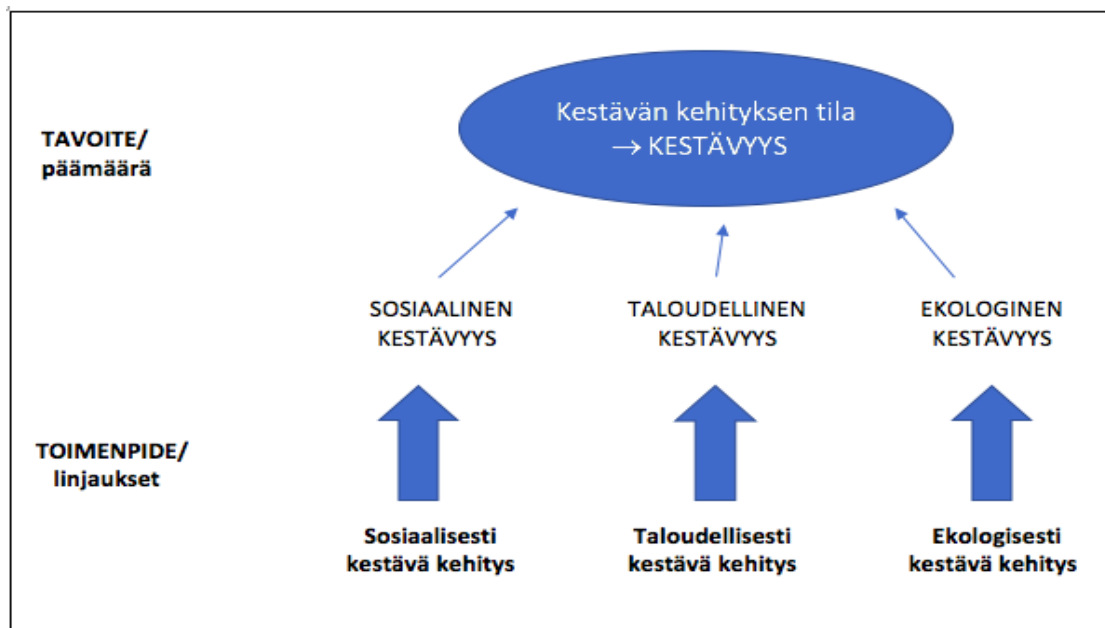 Kestävän kehityksen tila
→ KESTÄVYYS
TAVOITE/
päämäärä
SOSIAALINEN
KESTÄVYYS
TALOUDELLINEN
KESTÄVYYS
EKOLOGINEN
KESTÄVYYS
TOIMENPIDE/
linjaukset
Sosiaalisesti
kestävä kehitys
Taloudellisesti
kestävä kehitys
Ekologisesti
kestävä kehitys